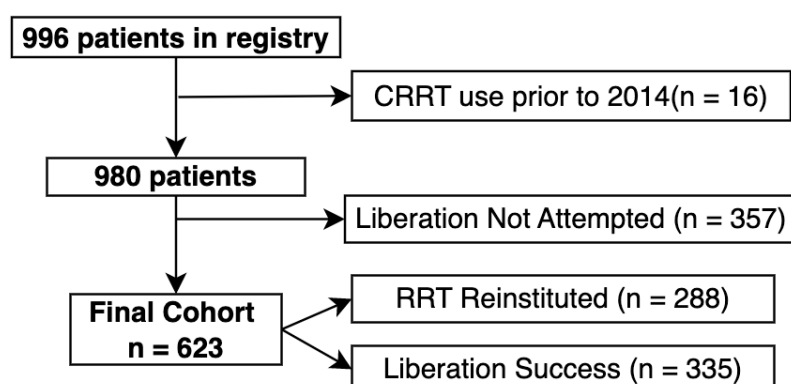 996 patients in registry
CRRT use prior to 2014(n = 16)
980 patients
Liberation Not Attempted (n = 357)
Final Cohort
n = 623
RRT Reinstituted (n = 288)
Liberation Success (n = 335)